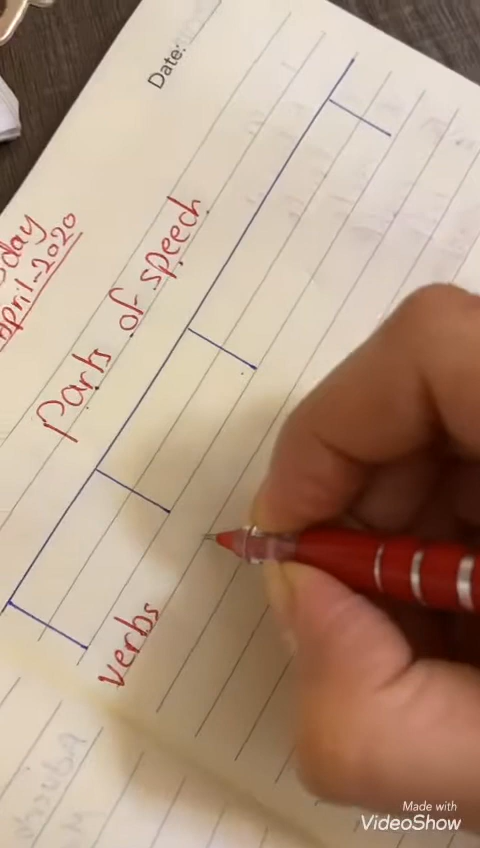 Date:
day
April-2020
Parts of speech
verbs
Made with
VideoShow